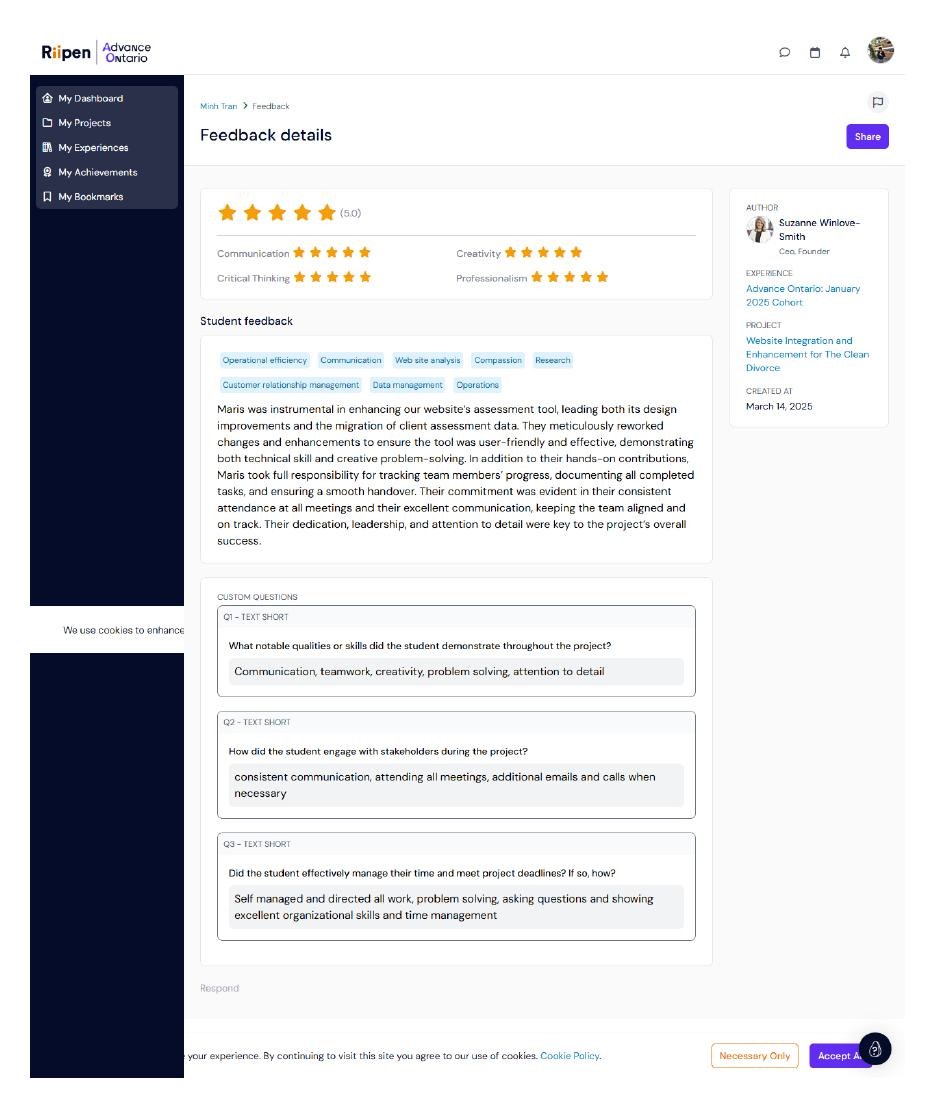 Riipen
Advance
Ontario
My Dashboard
My Projects
My Experiences
My Achievements
My Bookmarks
Minh Tran > Feedback
Feedback details
Share
(5.0)
Communication
Creativity
Critical Thinking
Professionalism
AUTHOR
Suzanne Winlove-
Smith
Ceo, Founder
EXPERIENCE
Advance Ontario: January
2025 Cohort
PROJECT
Website Integration and
Enhancement for The Clean
Divorce
CREATED AT
March 14, 2025
Student feedback
Operational efficiency Communication Web site analysis Compassion Research
Customer relationship management Data management Operations
Maris was instrumental in enhancing our website's assessment tool, leading both its design
improvements and the migration of client assessment data. They meticulously reworked
changes and enhancements to ensure the tool was user-friendly and effective, demonstrating
both technical skill and creative problem-solving. In addition to their hands-on contributions,
Maris took full responsibility for tracking team members' progress, documenting all completed
tasks, and ensuring a smooth handover. Their commitment was evident in their consistent
attendance at all meetings and their excellent communication, keeping the team aligned and
on track. Their dedication, leadership, and attention to detail were key to the project's overall
success.
CUSTOM QUESTIONS
Q1 - TEXT SHORT
What notable qualities or skills did the student demonstrate throughout the project?
Communication, teamwork, creativity, problem solving, attention to detail
Q2 - TEXT SHORT
How did the student engage with stakeholders during the project?
consistent communication, attending all meetings, additional emails and calls when
necessary
Q3 - TEXT SHORT
Did the student effectively manage their time and meet project deadlines? If so, how?
Self managed and directed all work, problem solving, asking questions and showing
excellent organizational skills and time management
Respond
We use cookies to enhance
your experience. By continuing to visit this site you agree to our use of cookies. Cookie Policy.
Necessary Only
Accept